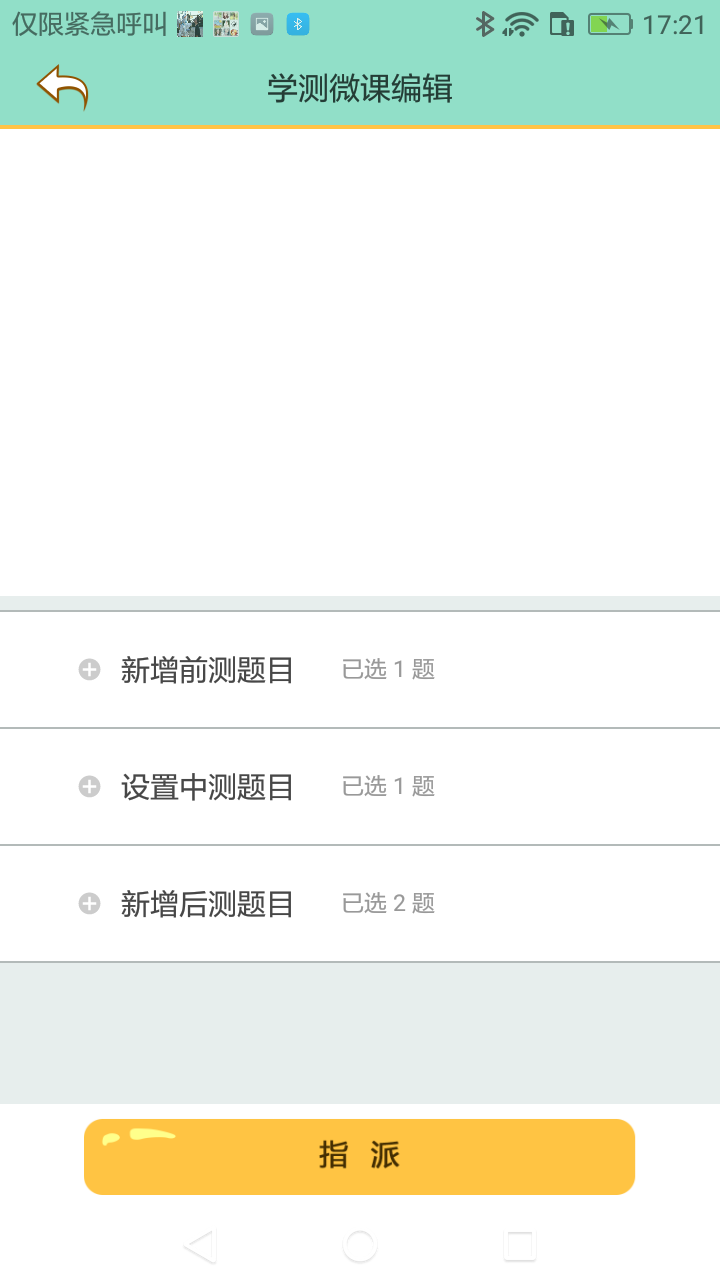 仅限紧急呼叫 17:21
学测微课编辑
新增前测题目 已选 1 题
设置中测题目 已选 1 题
新增后测题目 已选 2 题
指 派